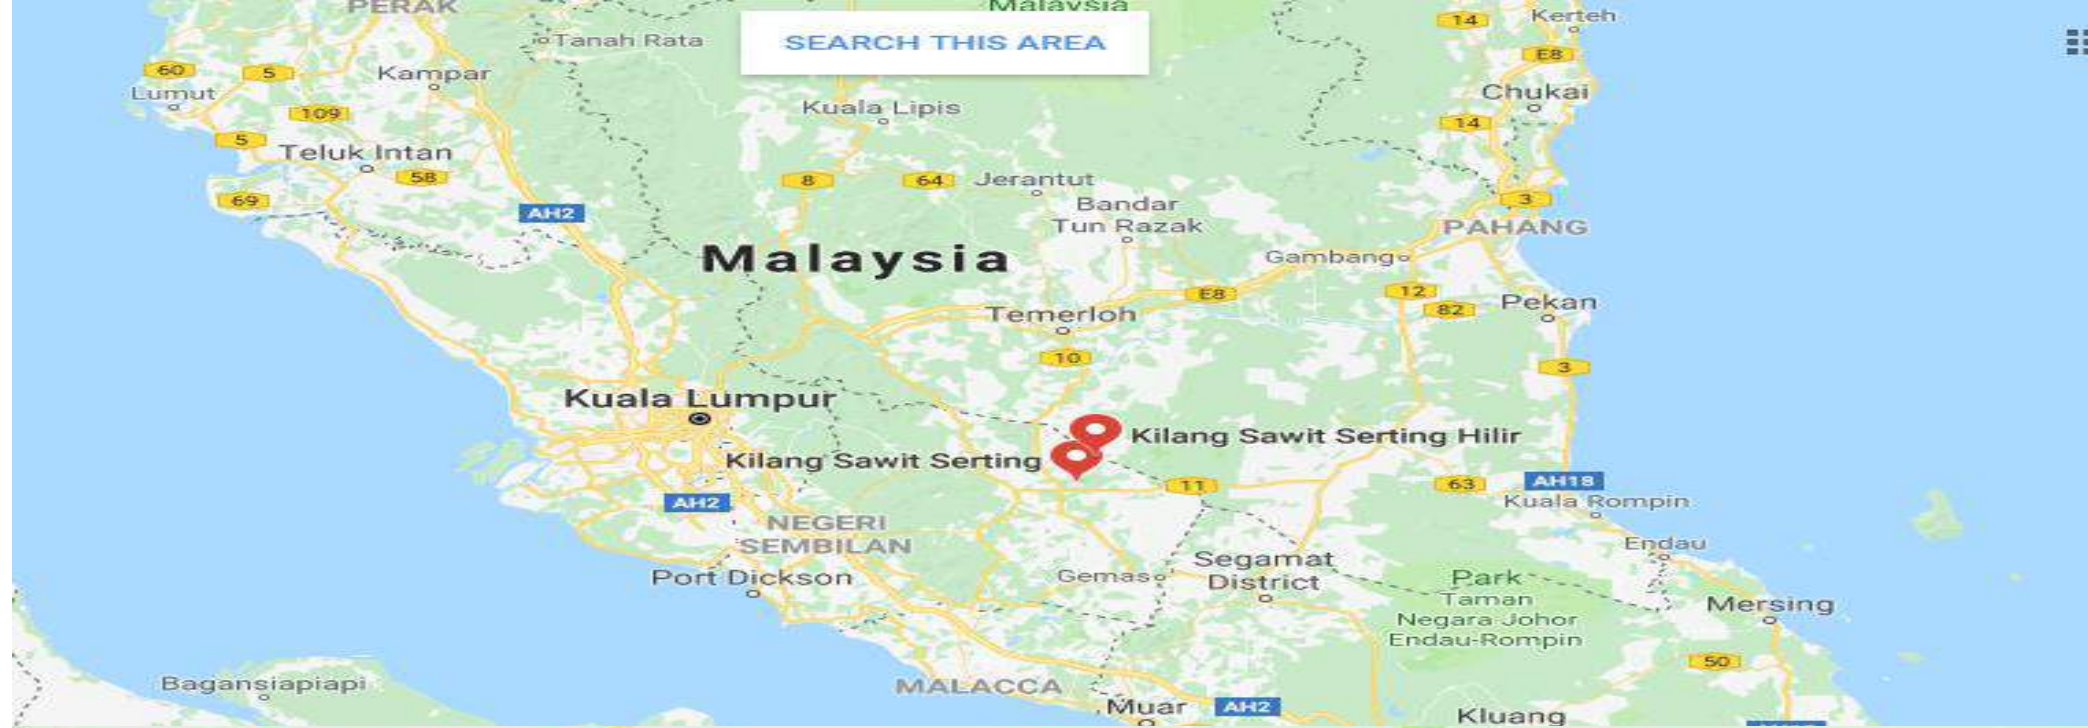 PERAK
Malaysia
Kerteh
14
Tanah Rata
SEARCH THIS AREA
E8
60
5
Kampar
Lumut
Chukai
109
Kuala Lipis
14
5
Teluk Intan
58
8
64
Jerantut
69
AH2
Bandar
Tun Razak
3
PAHANG
Malaysia
Gambang
E8
12
82
Pekan
Temerloh
10
3
Kuala Lumpur
Kilang Sawit Serting Hilir
Kilang Sawit Serting
11
63
AH18
AH2
Kuala Rompin
NEGERI
SEMBILAN
Endau
Segamat
District
Port Dickson
Gemas
Park
Taman
Negara Johor
Endau-Rompin
Mersing
50
Bagansiapiapi
MALACCA
Muar
AH2
Kluang